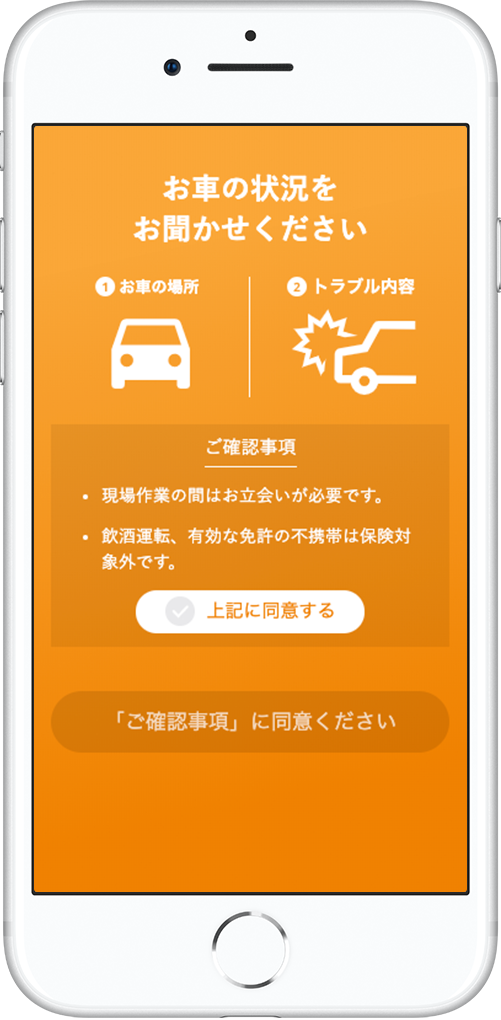 お車の状況を
お聞かせください
1 お車の場所
2 トラブル内容
ご確認事項
• 現場作業の間はお立会いが必要です。
• 飲酒運転、有効な免許の不携帯は保険対
象外です。
上記に同意する
「ご確認事項」に同意ください